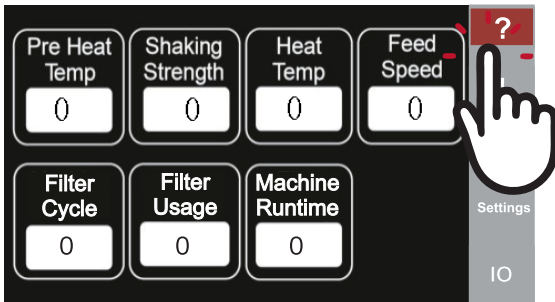 Pre Heat
Temp
0
Shaking
Strength
0
Heat
Temp
0
Feed
Speed
0
?
Filter
Cycle
0
Filter
Usage
0
Machine
Runtime
0
Settings
IO